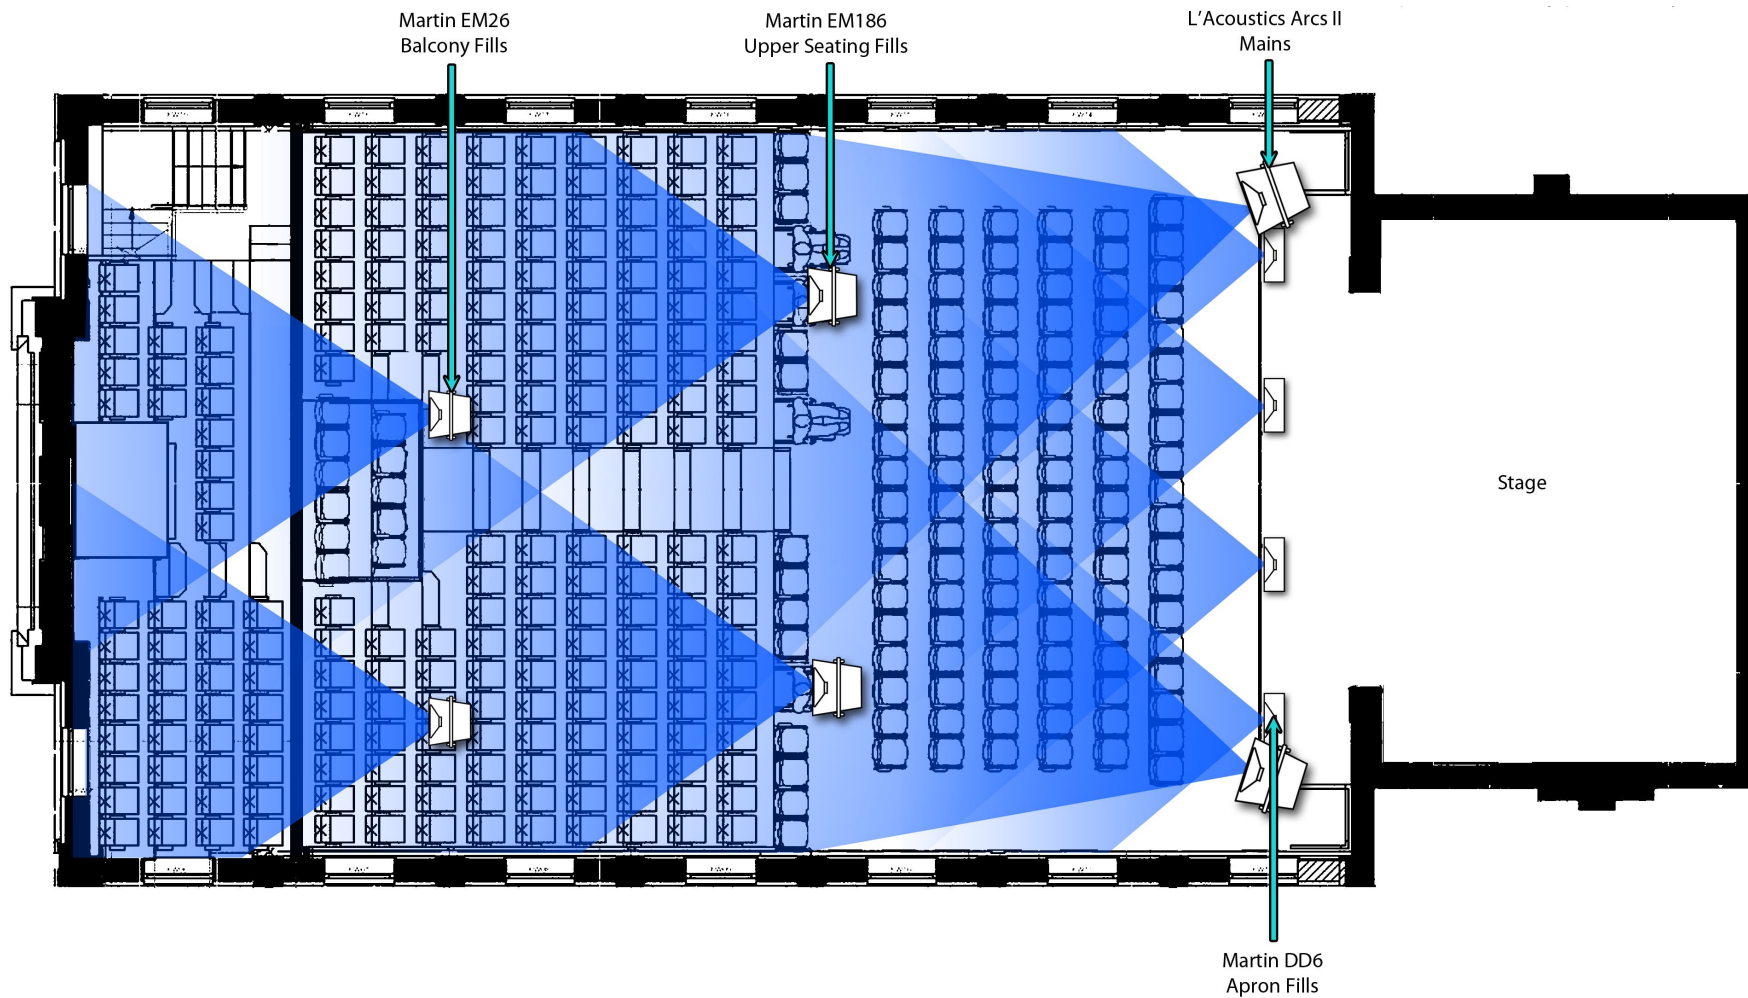 Martin EM26
Balcony Fills
Martin EM186
Upper Seating Fills
L'Acoustics Arcs II
Mains
Stage
Martin DD6
Apron Fills